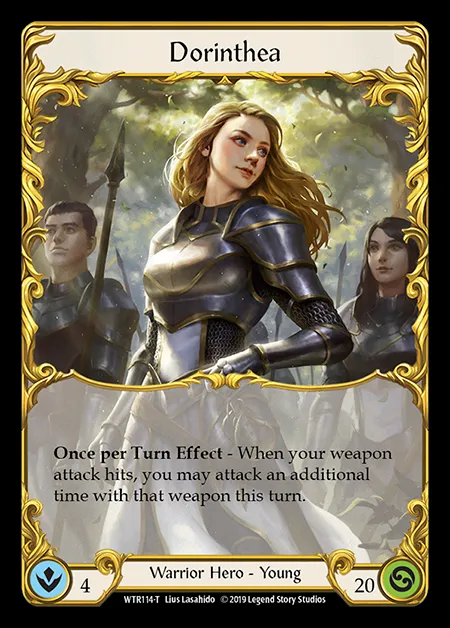 Dorinthea
Once per Turn Effect - When your weapon
attack hits, you may attack an additional
time with that weapon this turn.
4
Warrior Hero - Young
20
WTR114-T Lius Lasahido © 2019 Legend Story Studios